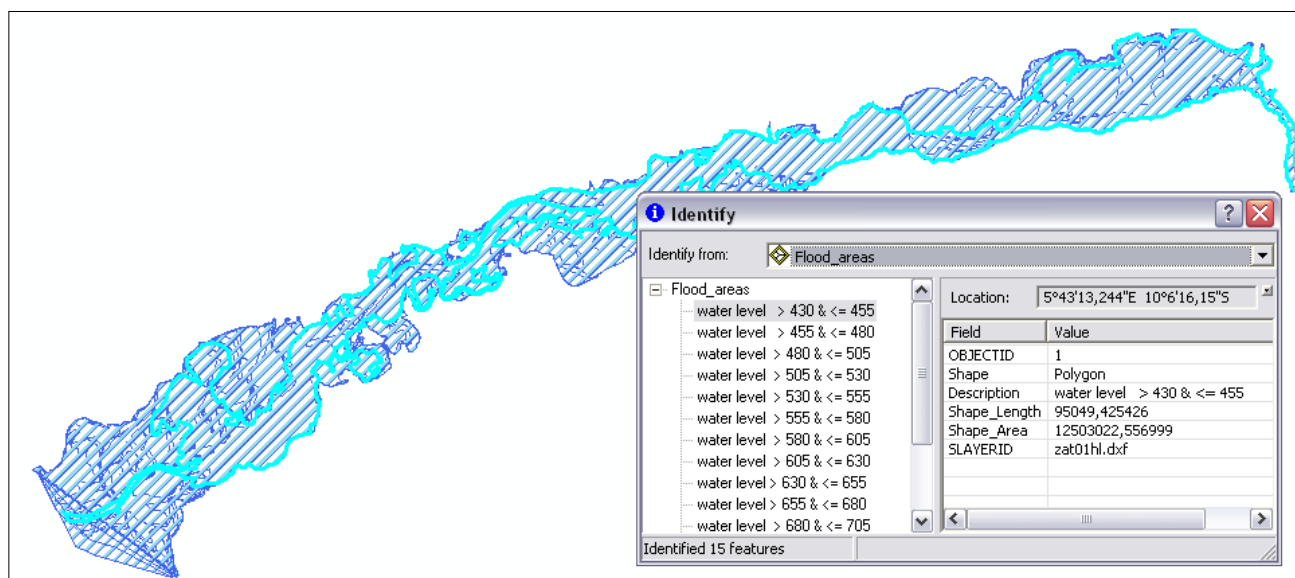 Identify
Identify from: Flood_areas
Flood_areas
water level > 430 & <= 455
water level > 455 & <= 480
water level > 480 & <= 505
water level > 505 & <= 530
water level > 530 & <= 555
water level > 555 & <= 580
water level > 580 & <= 605
water level > 605 & <= 630
water level > 630 & <= 655
water level > 655 & <= 680
water level > 680 & <= 705
Location: 5°43'13,244"E 10°6'16,15"S
Field Value
OBJECTID 1
Shape Polygon
Description water level > 430 & <= 455
Shape_Length 95049,425426
Shape_Area 12503022,556999
SLAYERID zat01hl.dxf
Identified 15 features